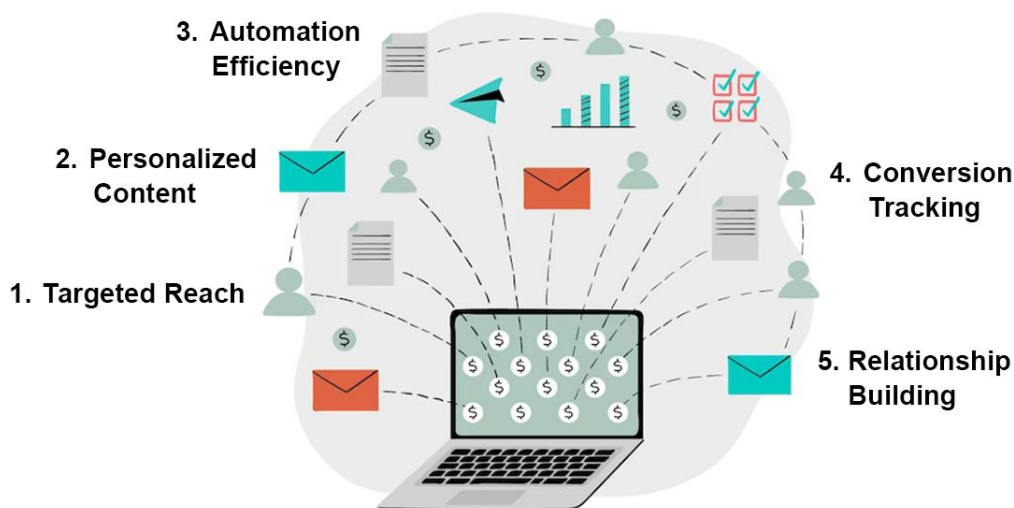 1. Targeted Reach
2. Personalized
Content
3. Automation
Efficiency
4. Conversion
Tracking
5. Relationship
Building
$
$
$
$
$ $ $
$ $ $ $
$ $ $
$ $ $ $